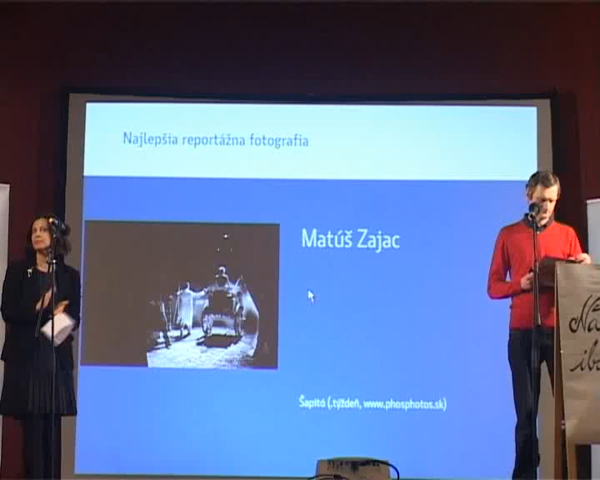 Najlepšia reportážna fotografia
Matúš Zajac
Šapitó (.týždeň, www.phosphotos.sk)